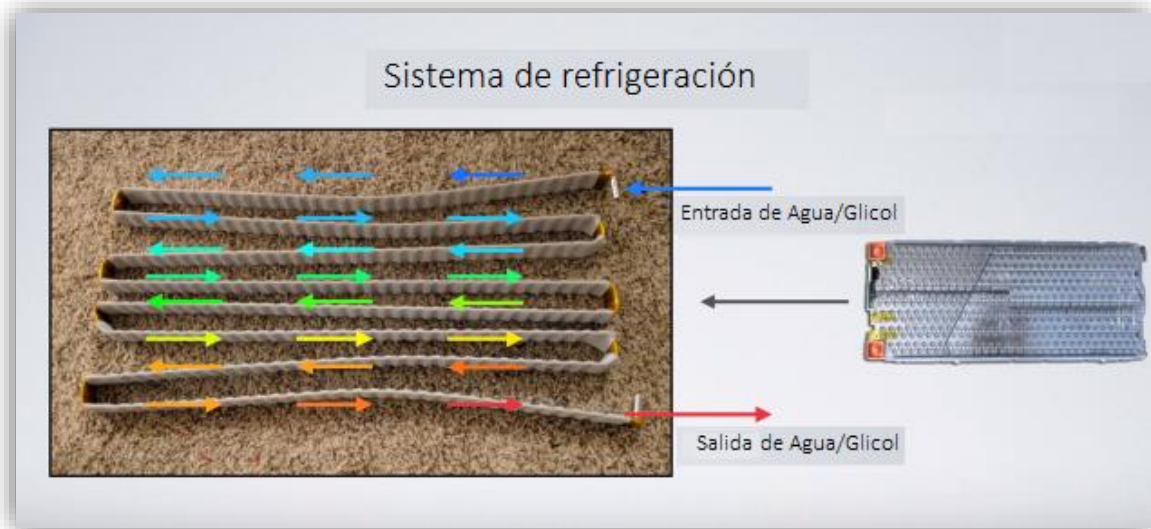 Sistema de refrigeración
Entrada de Agua/Glicol
Salida de Agua/Glicol